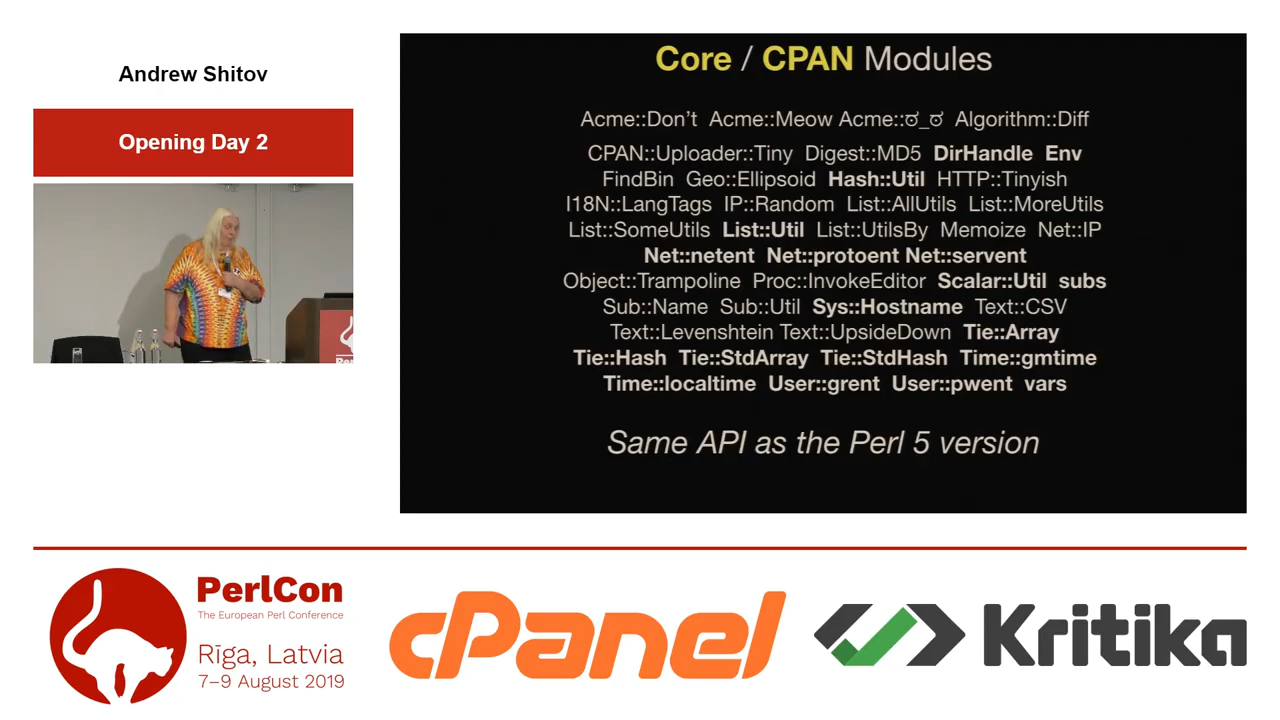 Andrew Shitov
Opening Day 2
Core / CPAN Modules
Acme::Don’t Acme::Meow Acme::ಠ_ಠ Algorithm::Diff
CPAN::Uploader::Tiny Digest::MD5 DirHandle Env
FindBin Geo::Ellipsoid Hash::Util HTTP::Tinyish
I18N::LangTags IP::Random List::AllUtils List::MoreUtils
List::SomeUtils List::Util List::UtilsBy Memoize Net::IP
Net::netent Net::protoent Net::servent
Object::Trampoline Proc::InvokeEditor Scalar::Util subs
Sub::Name Sub::Util Sys::Hostname Text::CSV
Text::Levenshtein Text::UpsideDown Tie::Array
Tie::Hash Tie::StdArray Tie::StdHash Time::gmtime
Time::localtime User::grent User::pwent vars
Same API as the Perl 5 version
PerlCon
The European Perl Conference
Rīga, Latvia
7–9 August 2019
cPanel
Kritika